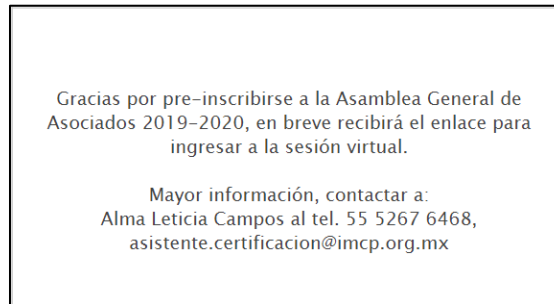 Gracias por pre-inscribirse a la Asamblea General de
Asociados 2019-2020, en breve recibirá el enlace para
ingresar a la sesión virtual.
Mayor información, contactar a:
Alma Leticia Campos al tel. 55 5267 6468,
asistente.certificacion@imcp.org.mx